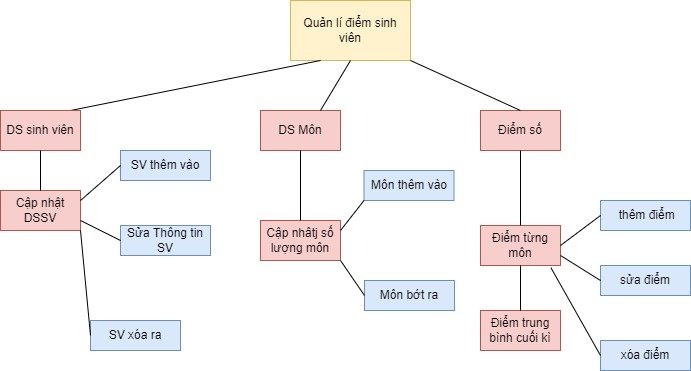 Quản lí điểm sinh
viên
DS sinh viên
DS Môn
Điểm số
SV thêm vào
Môn thêm vào
Cập nhật
DSSV
thêm điểm
Sửa Thông tin
SV
Cập nhâtj số
lượng môn
Điểm từng
môn
sửa điểm
Môn bớt ra
SV xóa ra
Điểm trung
bình cuối kì
xóa điểm